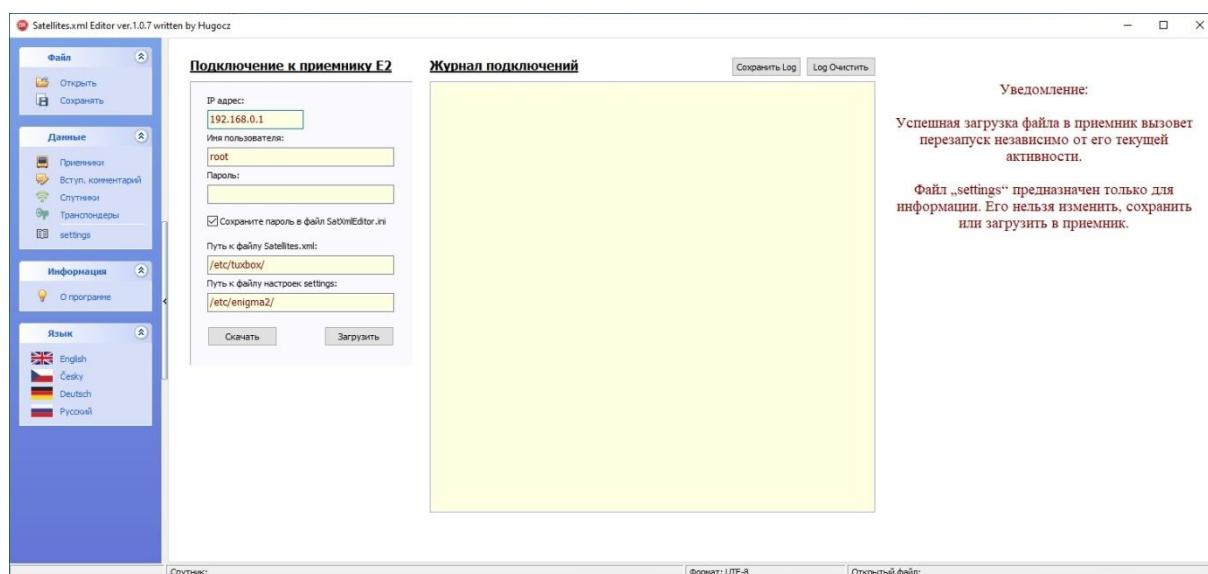 Satellites.xml Editor ver.1.0.7 written by Hugocz
Файл
Открыть
Сохранять
Данные
Приемники
Вступ. комментарий
Спутники
Транспондеры
settings
Информация
О программе
Язык
English
Česky
Deutsch
Русский
Подключение к приемнику E2
IP адрес:
192.168.0.1
Имя пользователя:
root
Пароль:
Сохраните пароль в файл SatXmlEditor.ini
Путь к файлу Satellites.xml:
/etc/tuxbox/
Путь к файлу настроек settings:
/etc/enigma2/
Скачать
Загрузить
Журнал подключений
Сохранить Log
Log Очистить
Уведомление:
Успешная загрузка файла в приемник вызовет
перезапуск независимо от его текущей
активности.
Файл „settings“ предназначен только для
информации. Его нельзя изменить, сохранить
или загрузить в приемник.
Спутник:
Формат: UTF-8
Открытый файл: